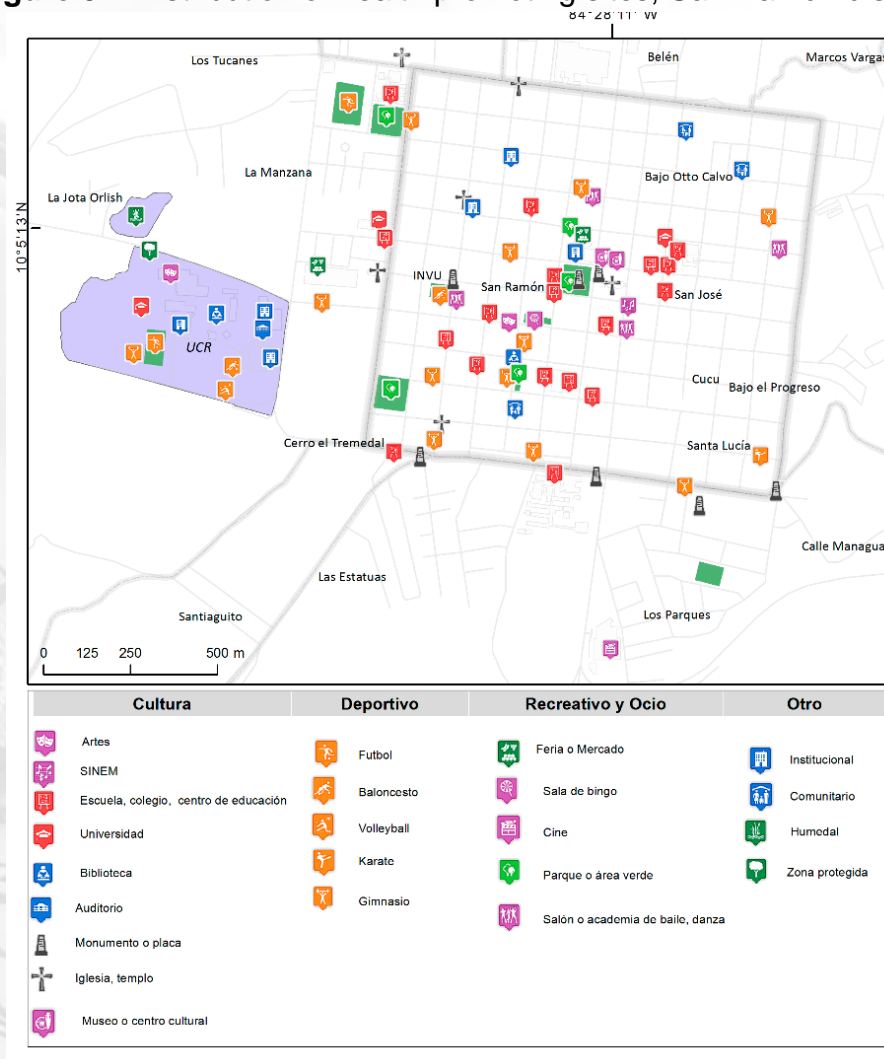 84°28'11" W
Los Tucanes
Belén
Marcos Vargas
La Manzana
Bajo Otto Calvo
La Jota Orlish
10°5'13"N
INVU
San Ramón
San José
UCR
Cucu
Bajo el Progreso
Cerro el Tremedal
Santa Lucía
Calle Managua
Las Estatuas
Santiaguito
Los Parques
0 125 250 500 m
Cultura Deportivo Recreativo y Ocio Otro
Artes
SINEM
Escuela, colegio, centro de educación
Universidad
Biblioteca
Auditorio
Monumento o placa
Iglesia, templo
Museo o centro cultural
Futbol
Baloncesto
Volleyball
Karate
Gimnasio
Feria o Mercado
Sala de bingo
Cine
Parque o área verde
Salón o academia de baile, danza
Institucional
Comunitario
Humedal
Zona protegida